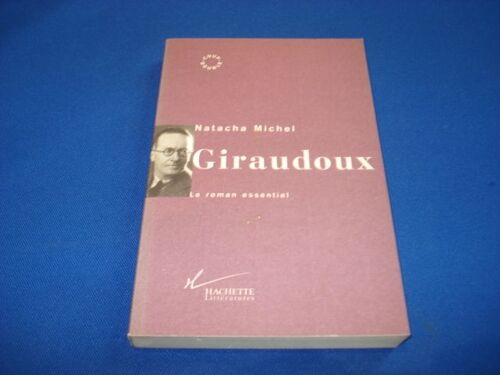 Natacha Michel
Giraudoux
Le roman essentiel
HACHETTE
Littératures